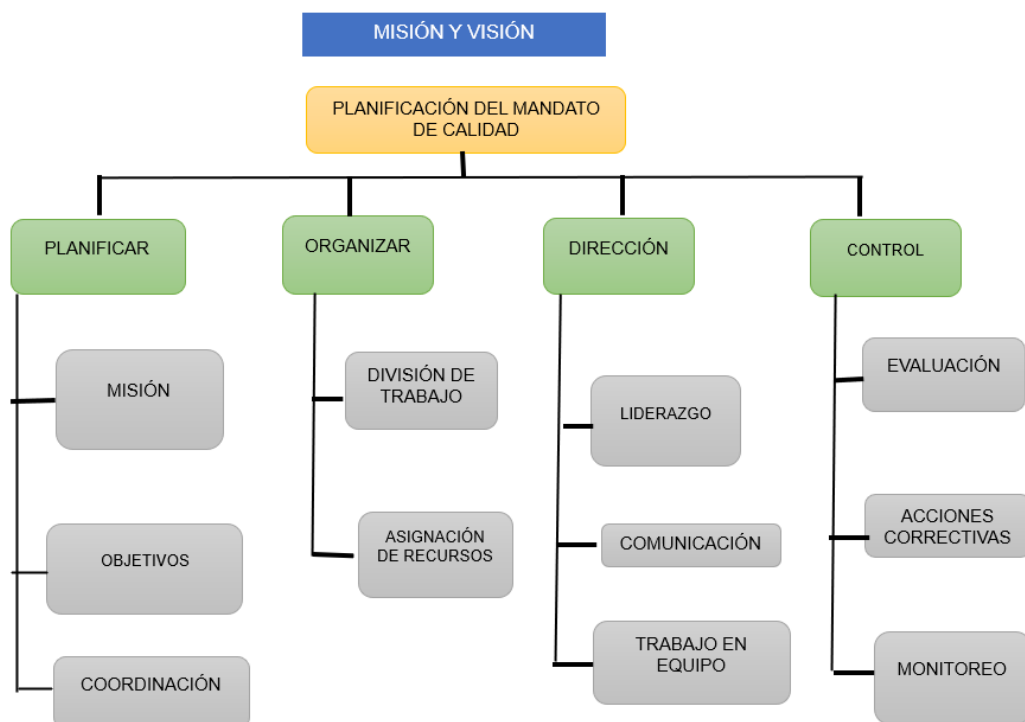 MISIÓN Y VISIÓN
PLANIFICACIÓN DEL MANDATO
DE CALIDAD
PLANIFICAR
ORGANIZAR
DIRECCIÓN
CONTROL
MISIÓN
OBJETIVOS
COORDINACIÓN
DIVISIÓN DE
TRABAJO
ASIGNACIÓN
DE RECURSOS
LIDERAZGO
COMUNICACIÓN
TRABAJO EN
EQUIPO
EVALUACIÓN
ACCIONES
CORRECTIVAS
MONITOREO